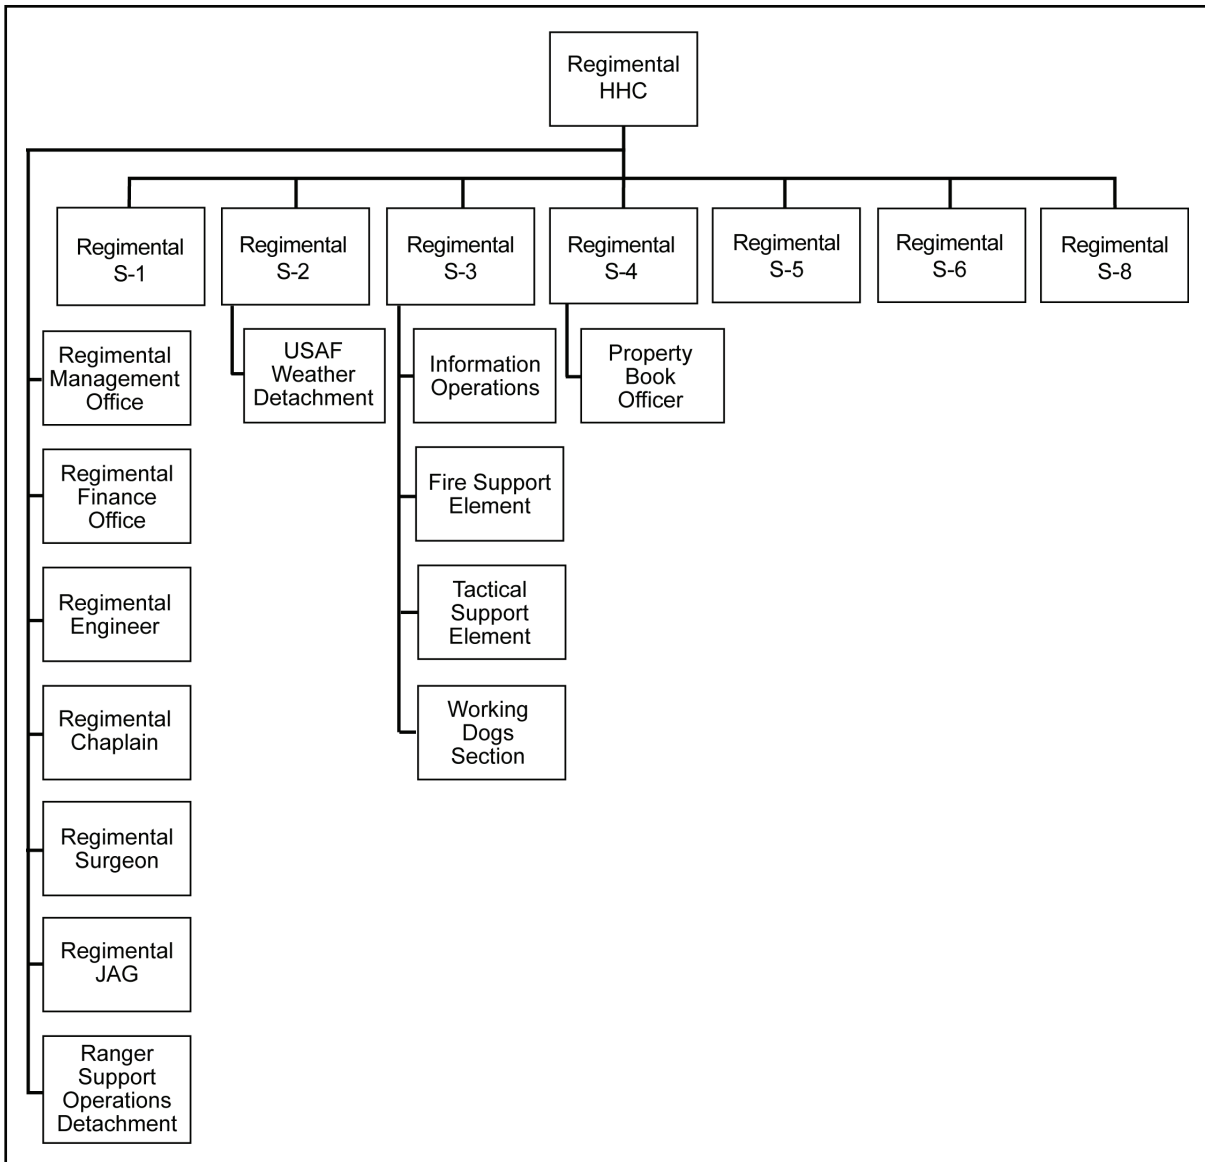 Regimental
HHC
Regimental
S-1
Regimental
S-2
Regimental
S-3
Regimental
S-4
Regimental
S-5
Regimental
S-6
Regimental
S-8
Regimental
Management
Office
Regimental
Finance
Office
Regimental
Engineer
Regimental
Chaplain
Regimental
Surgeon
Regimental
JAG
Ranger
Support
Operations
Detachment
USAF
Weather
Detachment
Information
Operations
Fire Support
Element
Tactical
Support
Element
Working
Dogs
Section
Property
Book
Officer